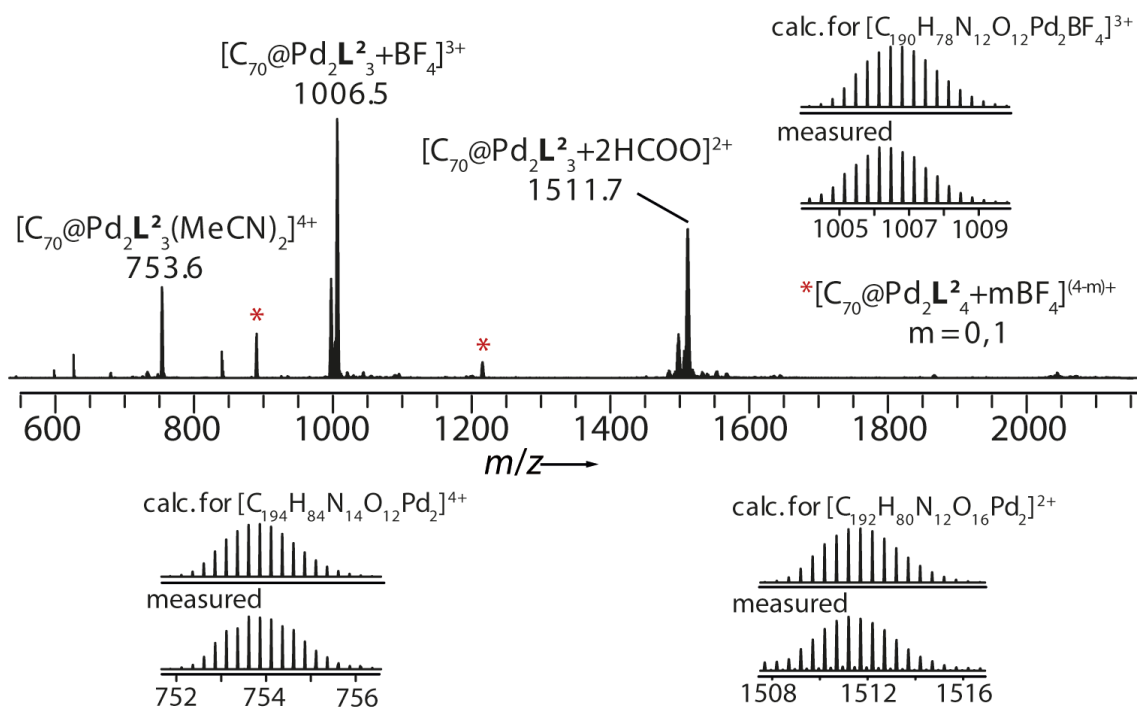 [C₇₀@Pd₂L²₃+BF₄]³⁺
1006.5
[C₇₀@Pd₂L²₃+2HCOO]²⁺
1511.7
[C₇₀@Pd₂L²₃(MeCN)₂]⁴⁺
753.6
*
*
calc. for [C₁₉₀H₇₈N₁₂O₁₂Pd₂BF₄]³⁺
measured
1005 1007 1009
*[C₇₀@Pd₂L²₄+mBF₄]⁽⁴⁻ᵐ⁾⁺
m=0,1
600 800 1000 1200 1400 1600 1800 2000
m/z
calc. for [C₁₉₄H₈₄N₁₄O₁₂Pd₂]⁴⁺
measured
752 754 756
calc. for [C₁₉₂H₈₀N₁₂O₁₆Pd₂]²⁺
measured
1508 1512 1516